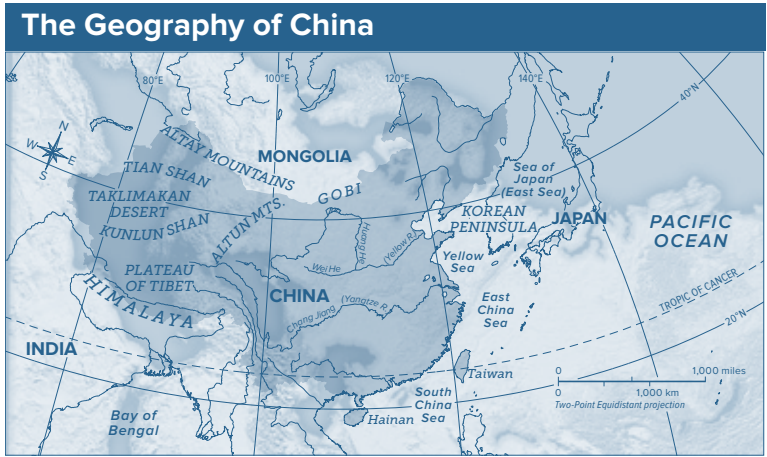 The Geography of China
80°E
100°E
120°E
140°E
40°N
N
W
E
S
ALTAY MOUNTAINS
MONGOLIA
TIAN SHAN
GOBI
Sea of
Japan
(East Sea)
TAKLIMAKAN
DESERT
ALTUN MTS.
KOREAN
PENINSULA
JAPAN
PACIFIC
OCEAN
KUNLUN SHAN
Huang He
(Yellow R.)
Yellow
Sea
Wei He
PLATEAU
OF TIBET
HIMALAYA
CHINA
Chang Jiang
(Yangtze R.
East
China
Sea
TROPIC OF CANCER
20°N
INDIA
Taiwan
0
1,000 miles
0
1,000 km
Two-Point Equidistant projection
South
China
Sea
Hainan
Bay of
Bengal